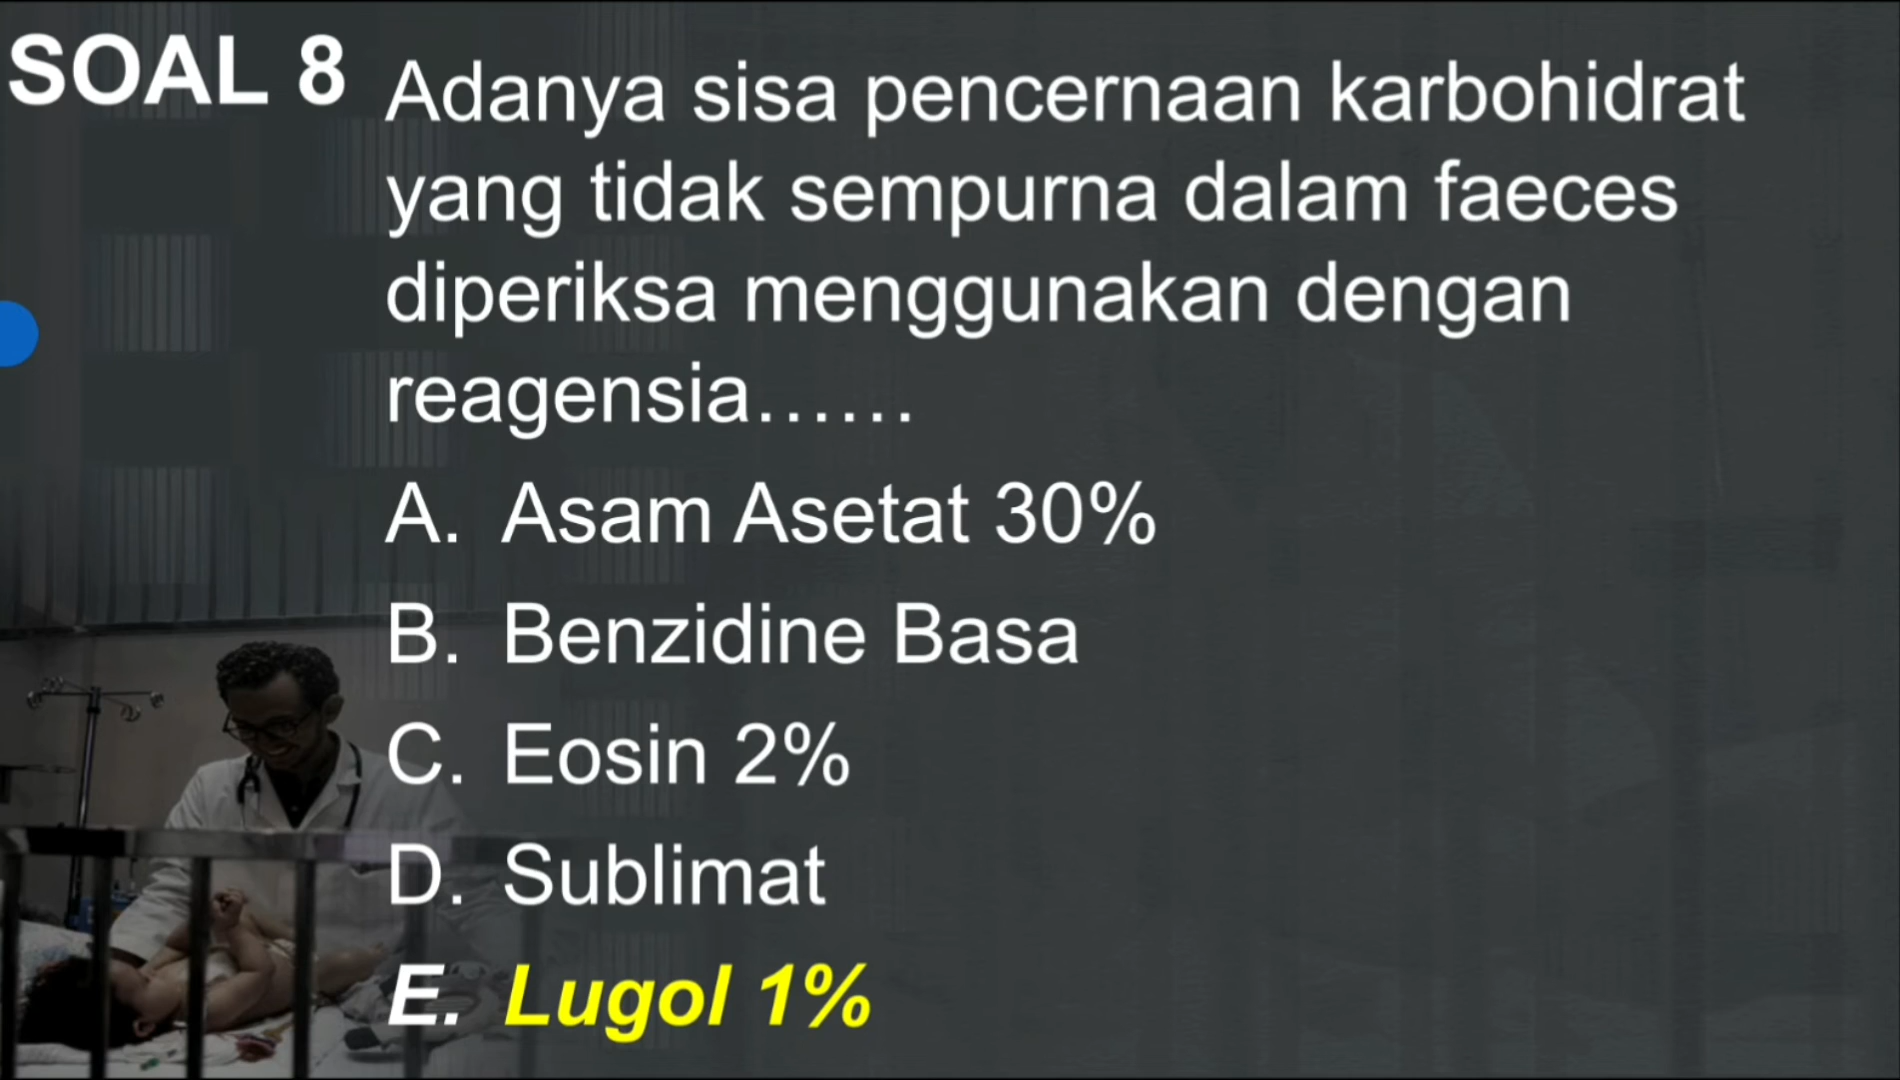 SOAL 8
Adanya sisa pencernaan karbohidrat
yang tidak sempurna dalam faeces
diperiksa menggunakan dengan
reagensia......
A. Asam Asetat 30%
B. Benzidine Basa
C. Eosin 2%
D. Sublimat
E. Lugol 1%